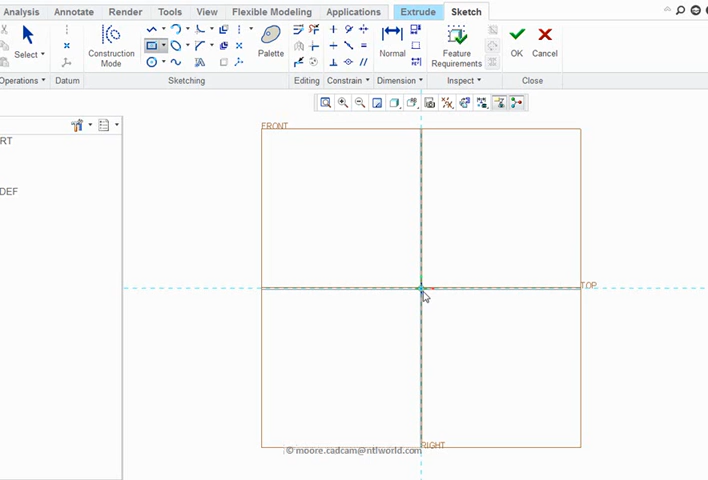 Analysis Annotate Render Tools View Flexible Modeling Applications Extrude Sketch
Select Construction Mode Palette Normal Feature Requirements OK Cancel
Operations Datum Sketching Editing Constrain Dimension Inspect Close
FRONT
RT
DEF
TOP
RIGHT
© moore.cadcam@ntlworld.com